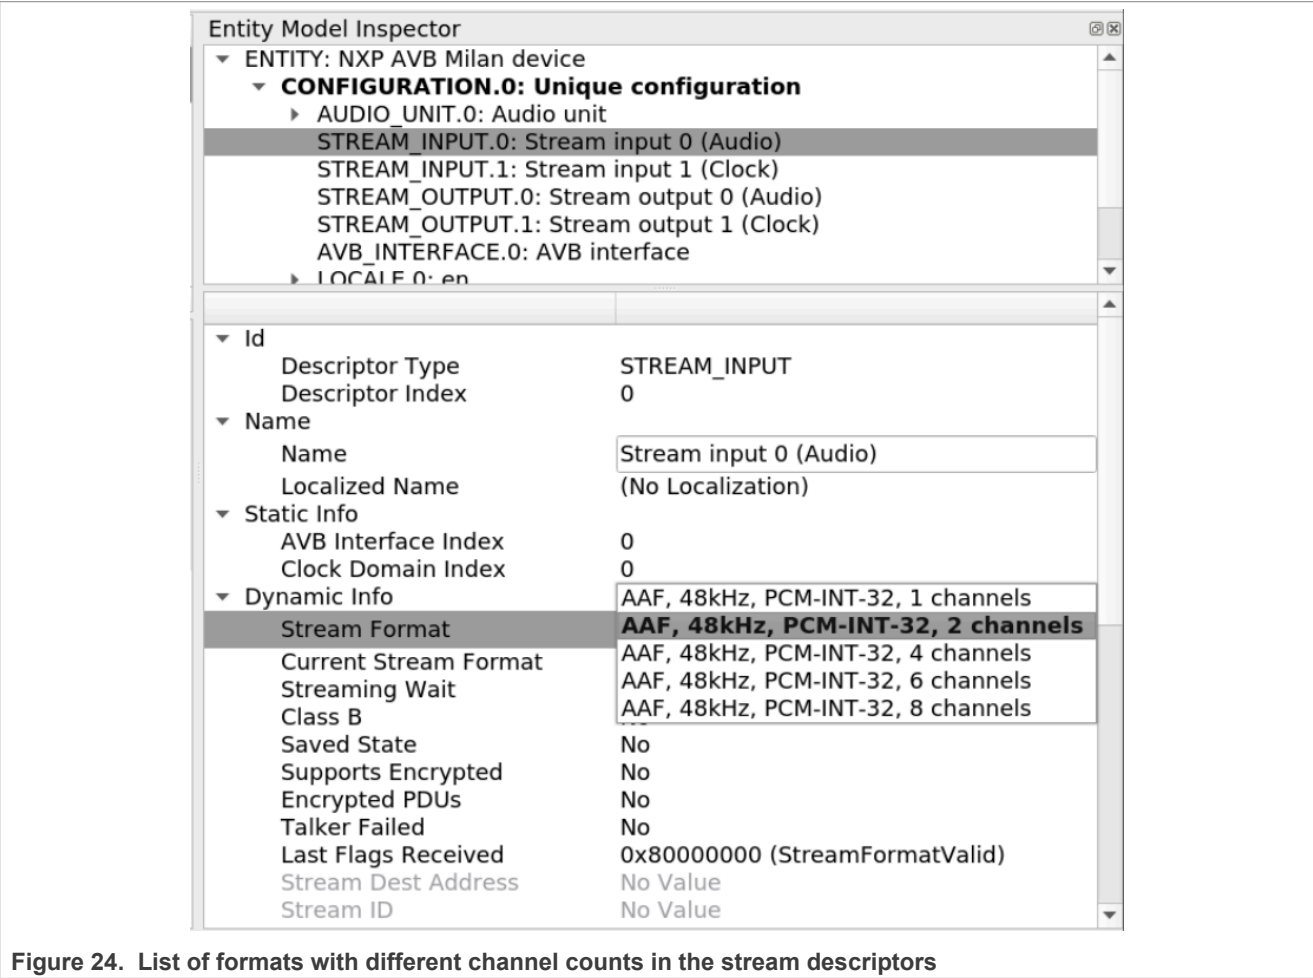 Entity Model Inspector
ENTITY: NXP AVB Milan device
CONFIGURATION.0: Unique configuration
AUDIO_UNIT.0: Audio unit
STREAM_INPUT.0: Stream input 0 (Audio)
STREAM_INPUT.1: Stream input 1 (Clock)
STREAM_OUTPUT.0: Stream output 0 (Audio)
STREAM_OUTPUT.1: Stream output 1 (Clock)
AVB_INTERFACE.0: AVB interface
LOCALE.0: en
Id
Descriptor Type STREAM_INPUT
Descriptor Index 0
Name
Name Stream input 0 (Audio)
Localized Name (No Localization)
Static Info
AVB Interface Index 0
Clock Domain Index 0
Dynamic Info AAF, 48kHz, PCM-INT-32, 1 channels
Stream Format AAF, 48kHz, PCM-INT-32, 2 channels
Current Stream Format AAF, 48kHz, PCM-INT-32, 4 channels
Streaming Wait AAF, 48kHz, PCM-INT-32, 6 channels
Class B AAF, 48kHz, PCM-INT-32, 8 channels
Saved State No
Supports Encrypted No
Encrypted PDUs No
Talker Failed No
Last Flags Received 0x80000000 (StreamFormatValid)
Stream Dest Address No Value
Stream ID No Value
Figure 24. List of formats with different channel counts in the stream descriptors